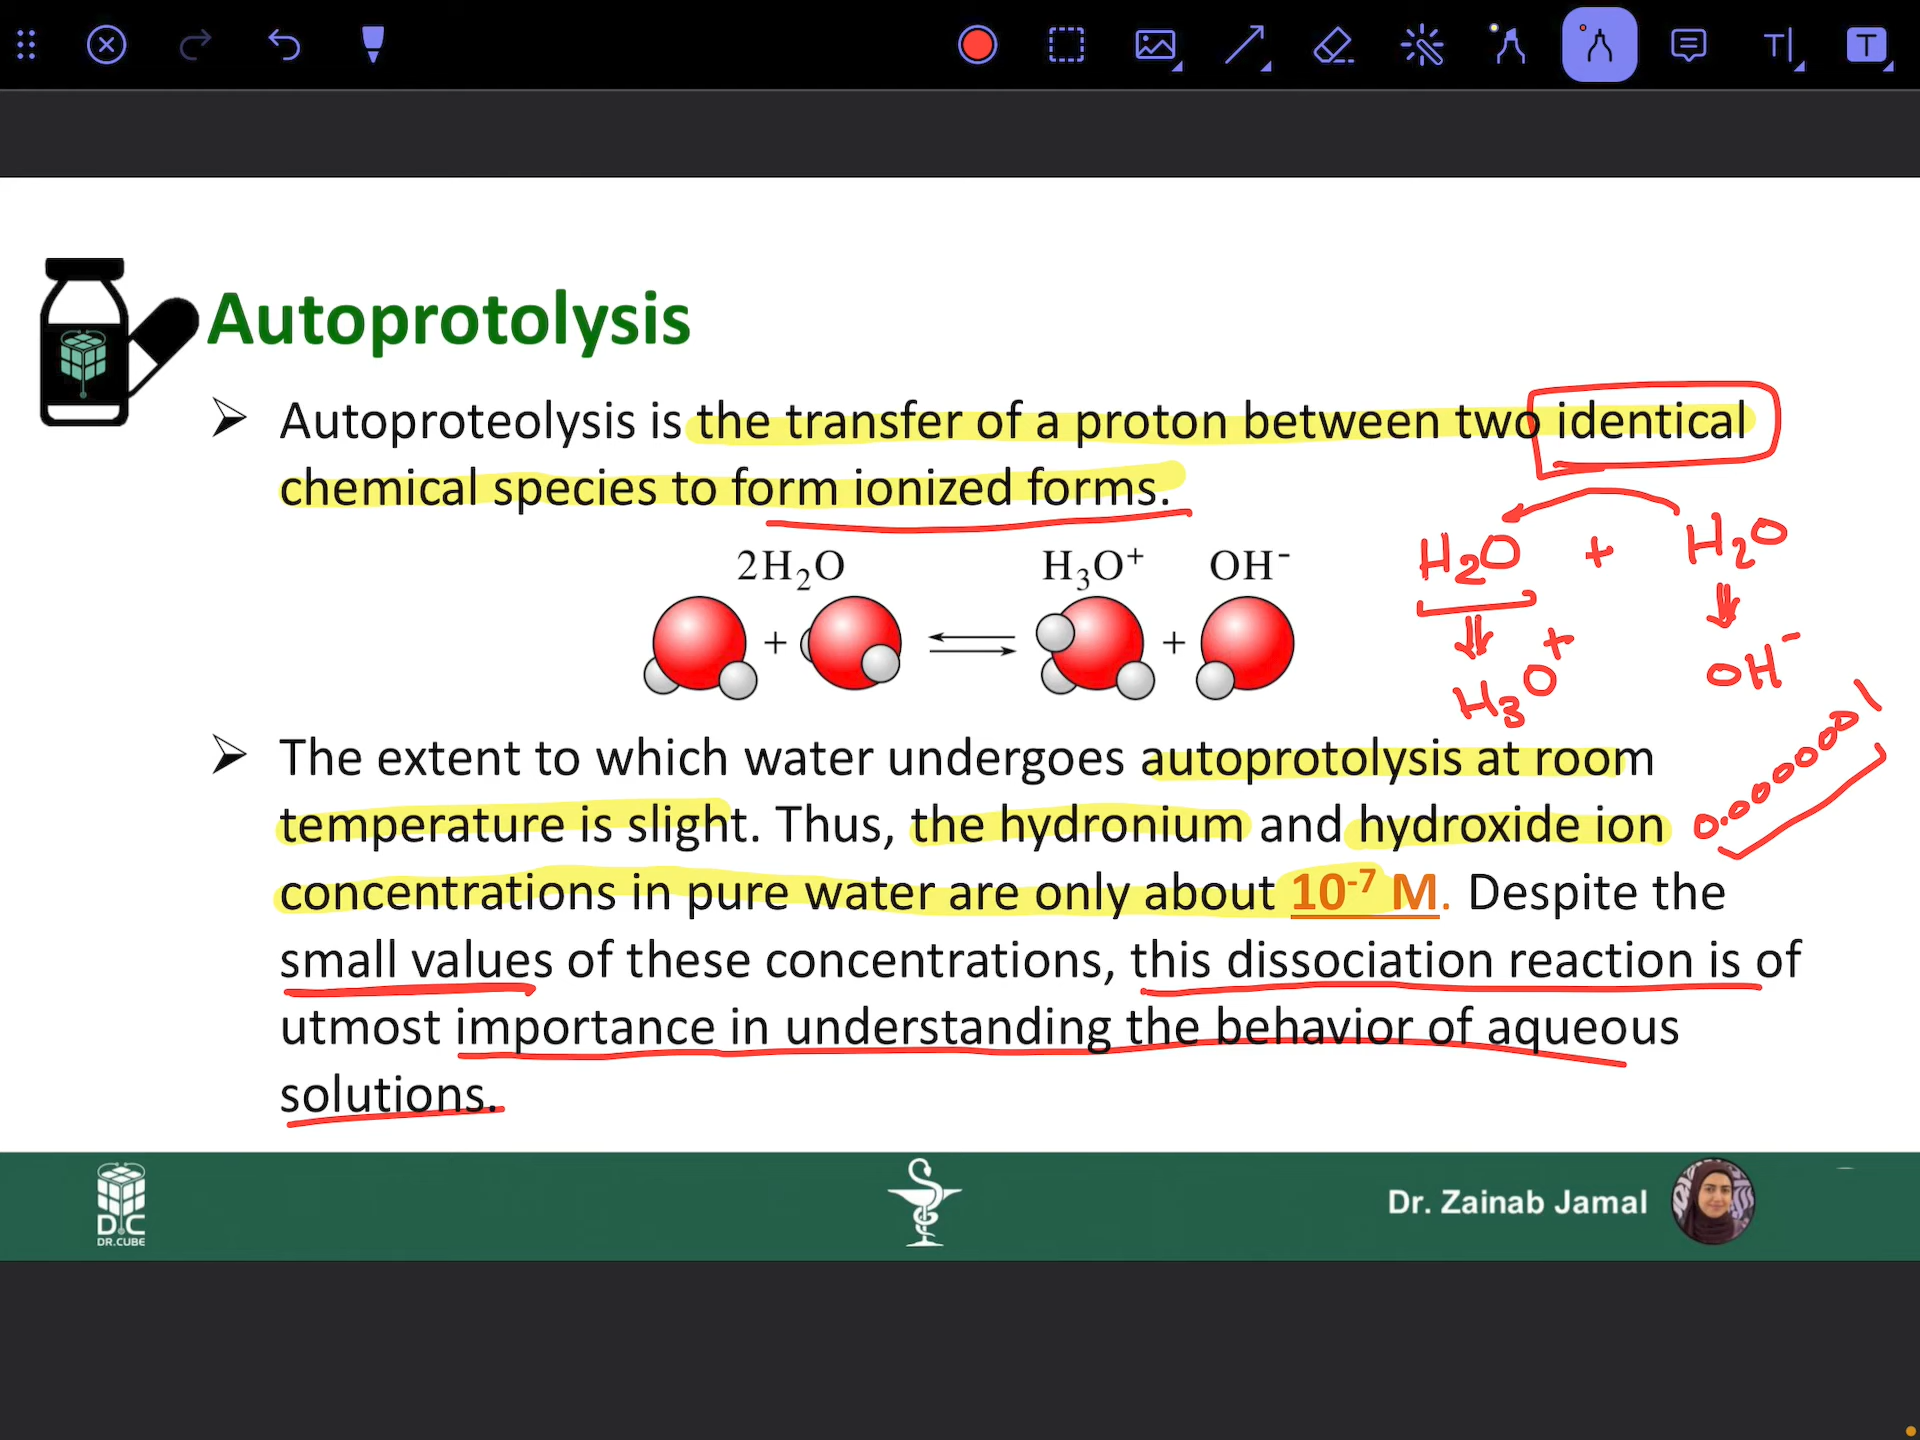 Autoprotolysis
➢ Autoproteolysis is the transfer of a proton between two identical
chemical species to form ionized forms.
2H₂O H₃O⁺ OH⁻
+ ⇌ +
H₂O + H₂O
H₃O⁺ OH⁻
➢ The extent to which water undergoes autoprotolysis at room
temperature is slight. Thus, the hydronium and hydroxide ion
0.0000001
concentrations in pure water are only about 10⁻⁷ M. Despite the
small values of these concentrations, this dissociation reaction is of
utmost importance in understanding the behavior of aqueous
solutions.
DC
DR.CUBE
Dr. Zainab Jamal